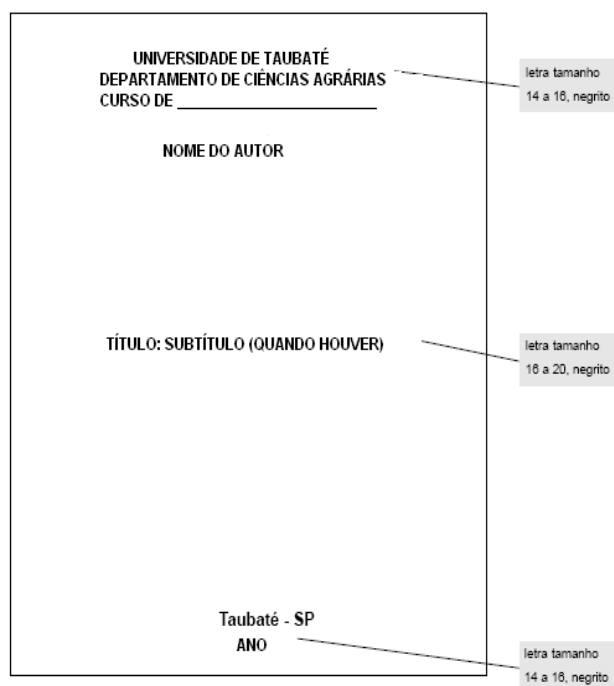 UNIVERSIDADE DE TAUBATÉ
DEPARTAMENTO DE CIÊNCIAS AGRÁRIAS
CURSO DE ___________________________
letra tamanho
14 a 16, negrito
NOME DO AUTOR
TÍTULO: SUBTÍTULO (QUANDO HOUVER)
letra tamanho
16 a 20, negrito
Taubaté - SP
ANO
letra tamanho
14 a 16, negrito